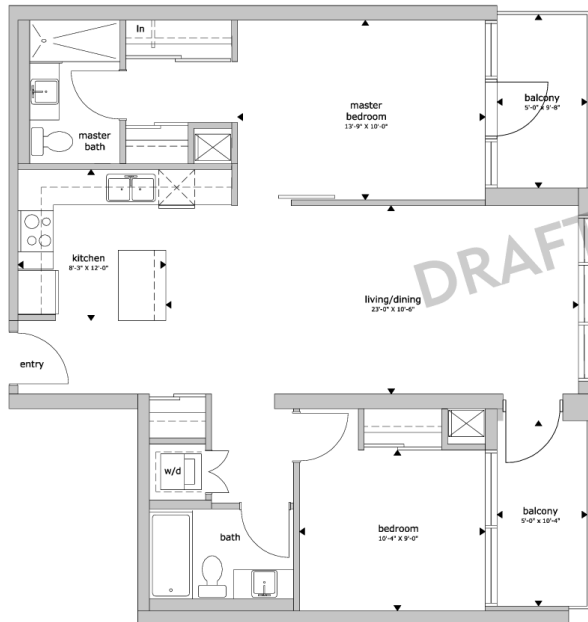 ln
master
bath
master
bedroom
13'-9" X 10'-0"
balcony
5'-0" X 9'-8"
kitchen
8'-3" X 12'-0"
DRAFT
living/dining
23'-0" X 10'-6"
entry
w/d
bath
bedroom
10'-4" X 9'-0"
balcony
5'-0" X 10'-4"